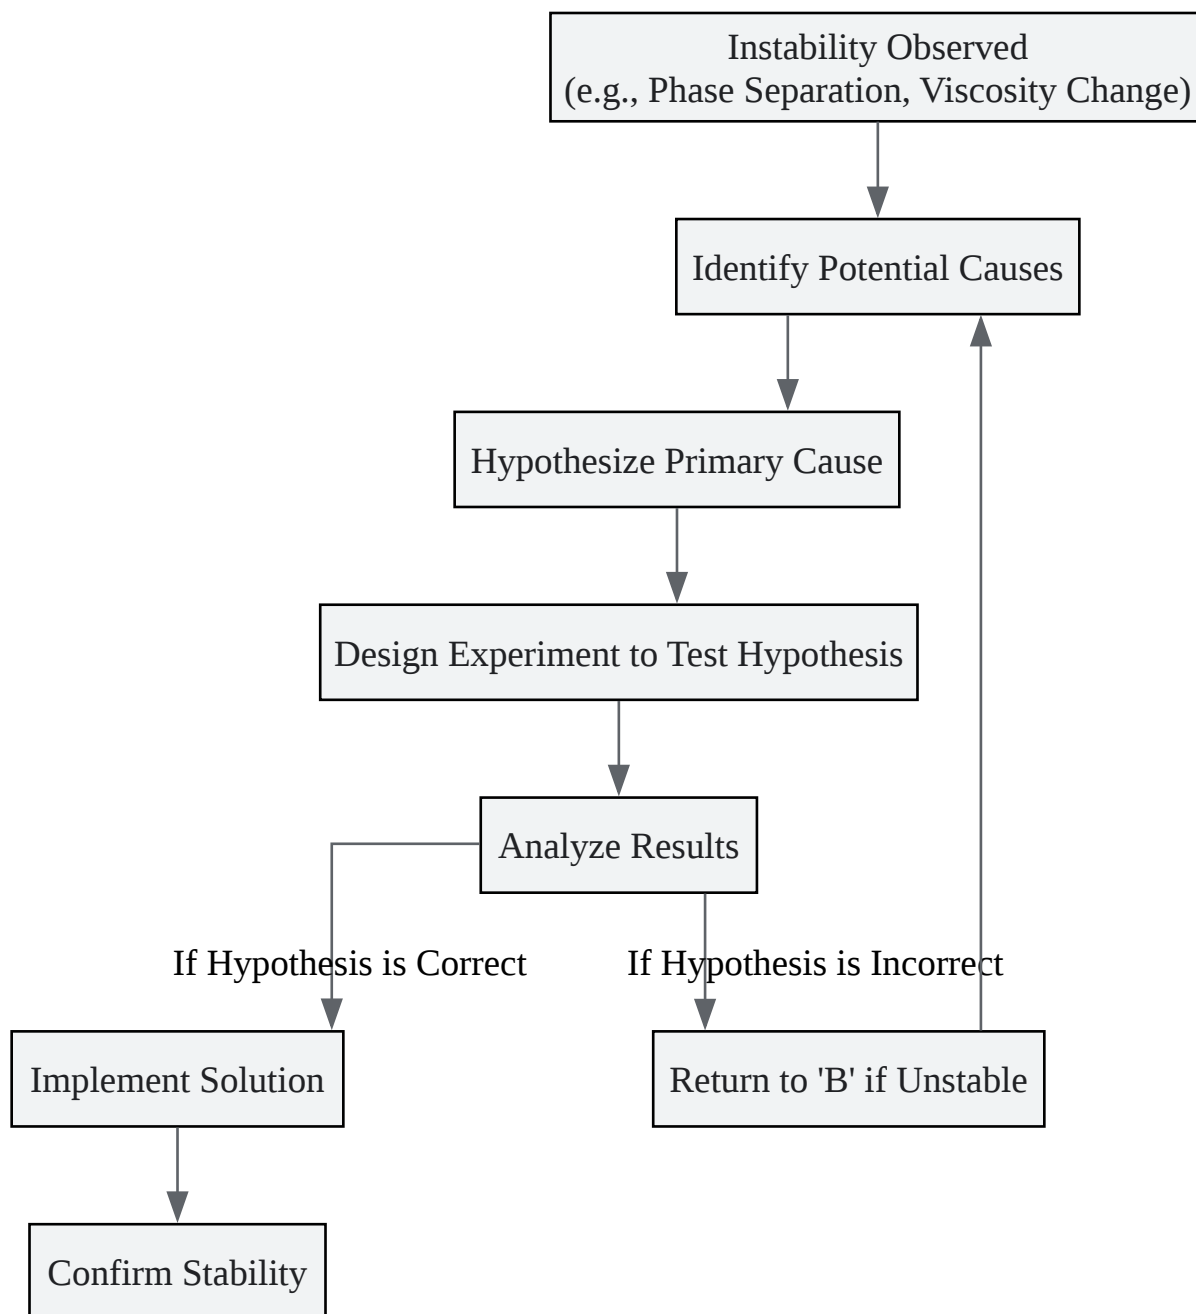 Instability Observed
(e.g., Phase Separation, Viscosity Change)
Identify Potential Causes
Hypothesize Primary Cause
Design Experiment to Test Hypothesis
Analyze Results
If Hypothesis is Correct
If Hypothesis is Incorrect
Implement Solution
Return to 'B' if Unstable
Confirm Stability